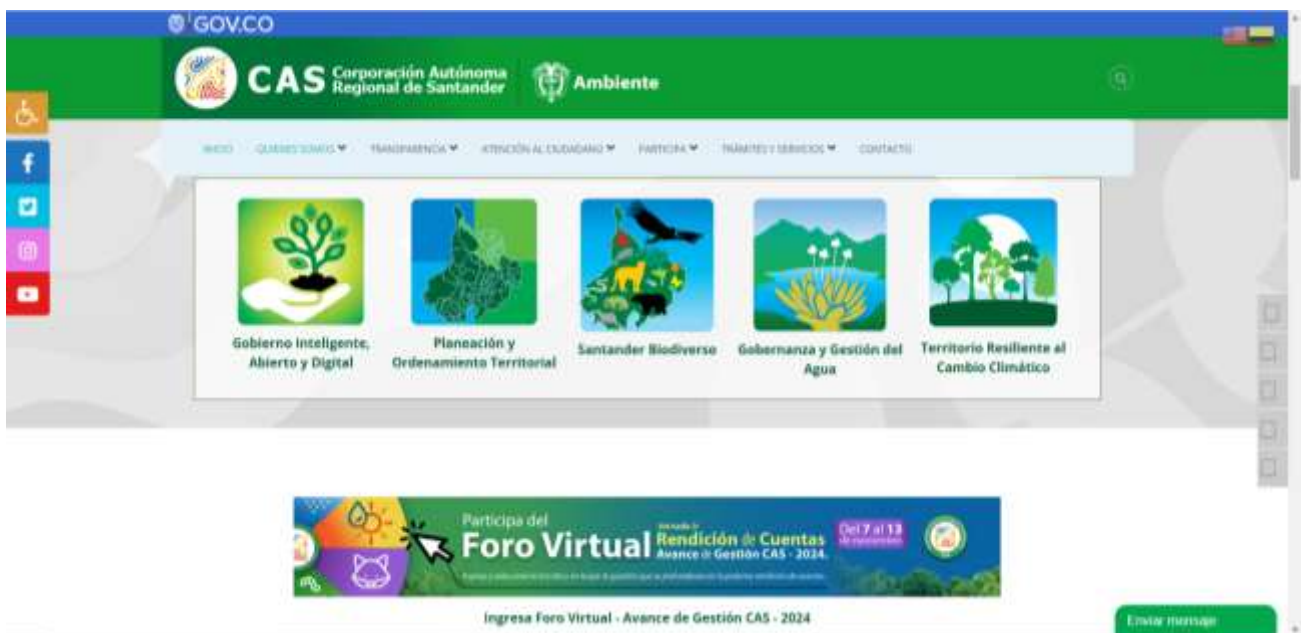 GOV.CO
CAS Corporación Autónoma
Regional de Santander
Ambiente
INICIO QUIENES SOMOS TRANSPARENCIA ATENCIÓN AL CIUDADANO PARTICIPA TRÁMITES Y SERVICIOS CONTACTO
Gobierno Inteligente,
Abierto y Digital
Planeación y
Ordenamiento Territorial
Santander Biodiverso
Gobernanza y Gestión del
Agua
Territorio Resiliente al
Cambio Climático
Participa del
Foro Virtual
Rendición de Cuentas
Avance de Gestión CAS - 2024.
Del 7 al 13
de noviembre
Ingresa Foro Virtual - Avance de Gestión CAS - 2024
Enviar mensaje